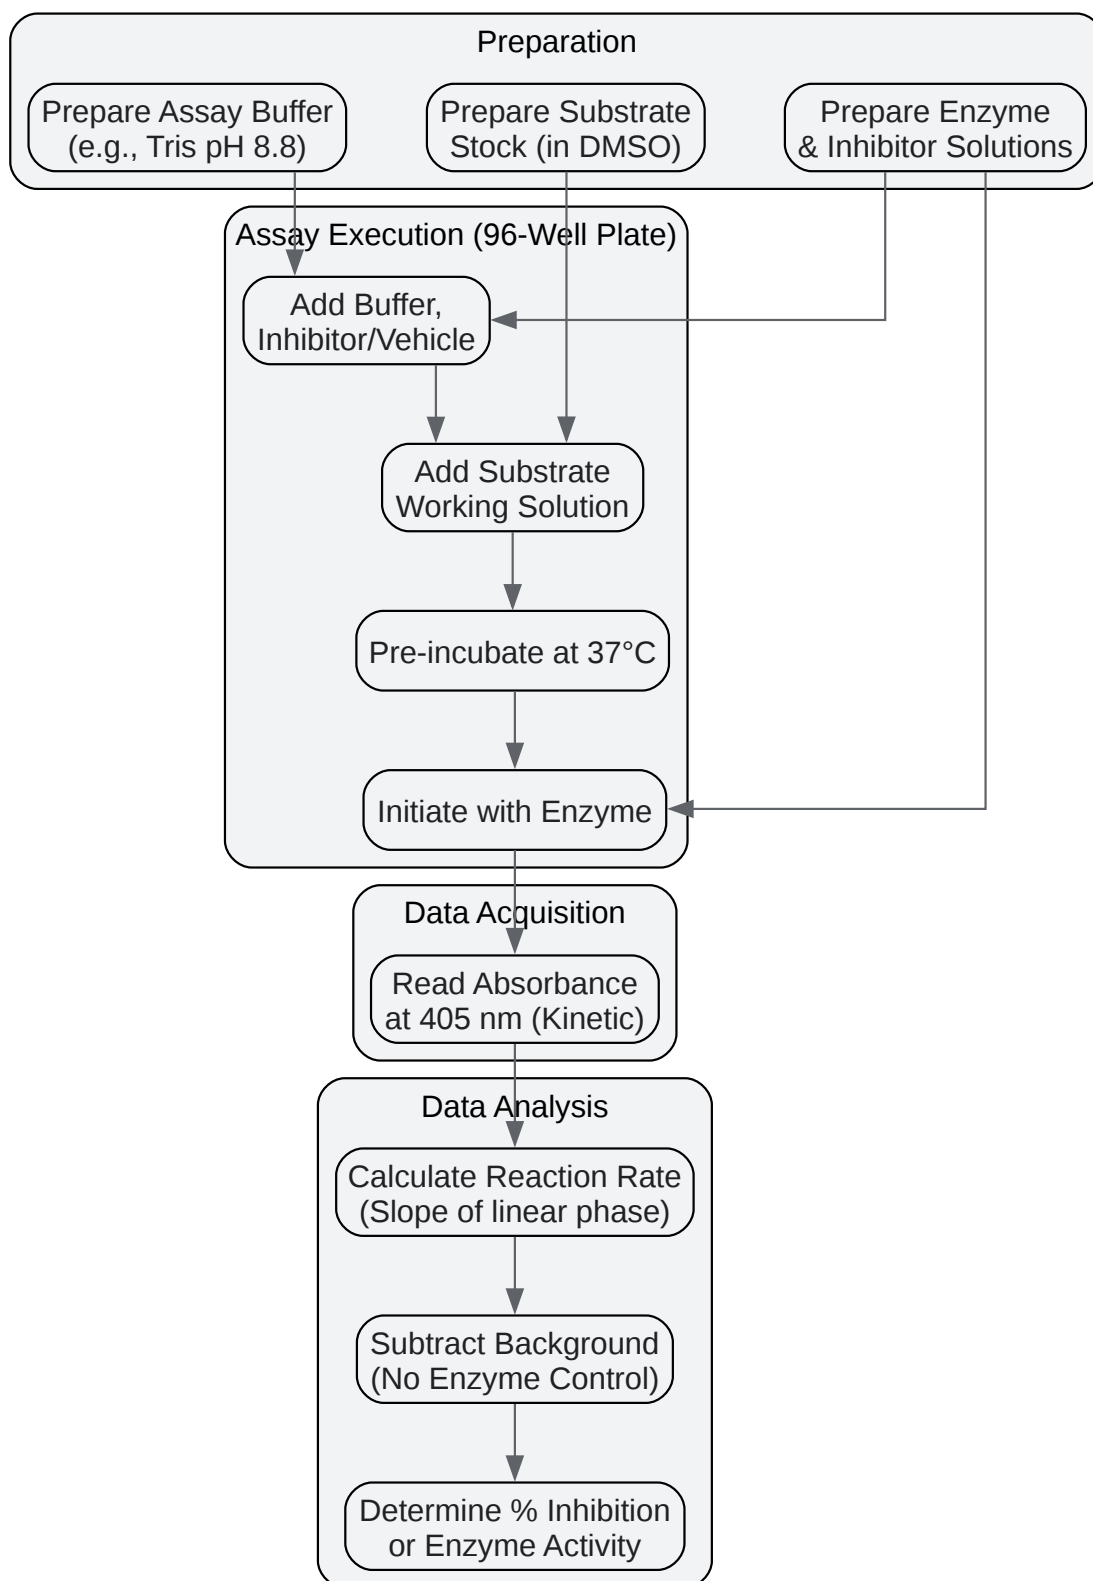 Preparation
Prepare Assay Buffer
(e.g., Tris pH 8.8)
Prepare Substrate
Stock (in DMSO)
Prepare Enzyme
& Inhibitor Solutions
Assay Execution (96-Well Plate)
Add Buffer,
Inhibitor/Vehicle
Add Substrate
Working Solution
Pre-incubate at 37°C
Initiate with Enzyme
Data Acquisition
Read Absorbance
at 405 nm (Kinetic)
Data Analysis
Calculate Reaction Rate
(Slope of linear phase)
Subtract Background
(No Enzyme Control)
Determine % Inhibition
or Enzyme Activity